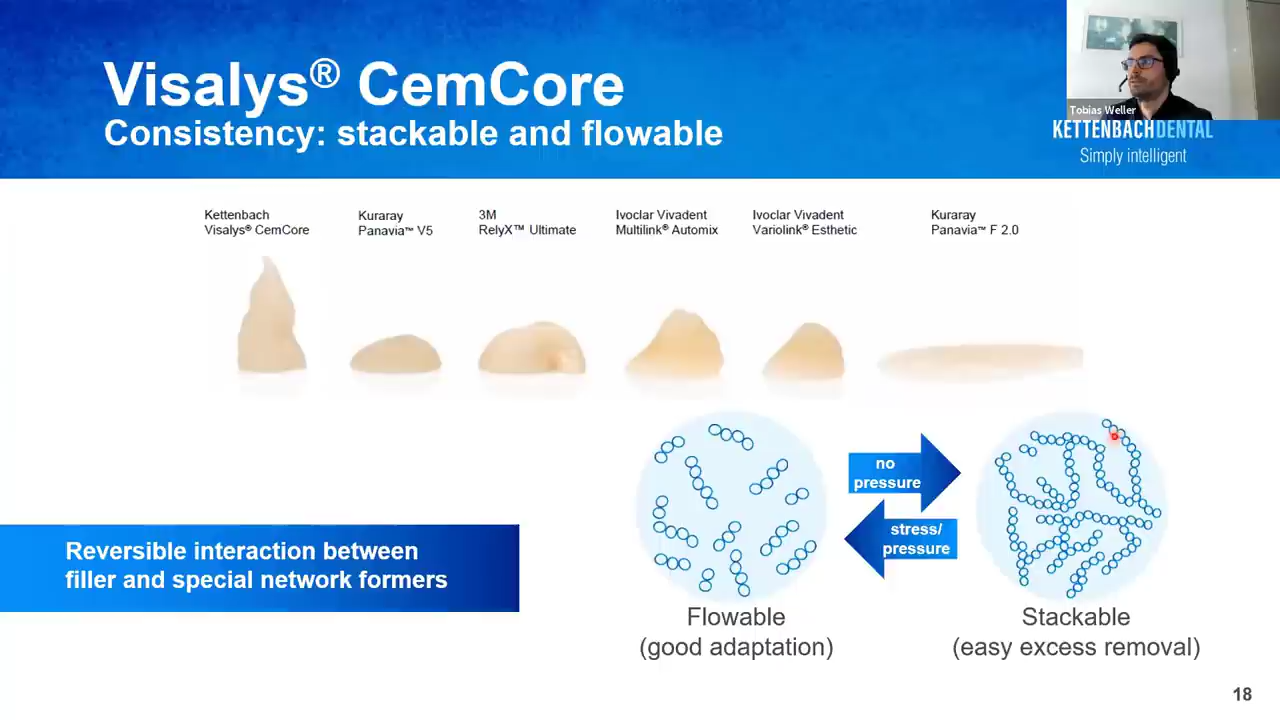 Visalys® CemCore
Consistency: stackable and flowable
Tobias Weller
KETTENBACHDENTAL
Simply intelligent
Kettenbach
Visalys® CemCore
Kuraray
Panavia™ V5
3M
RelyX™ Ultimate
Ivoclar Vivadent
Multilink® Automix
Ivoclar Vivadent
Variolink® Esthetic
Kuraray
Panavia™ F 2.0
no
pressure
stress/
pressure
Reversible interaction between
filler and special network formers
Flowable
(good adaptation)
Stackable
(easy excess removal)
18